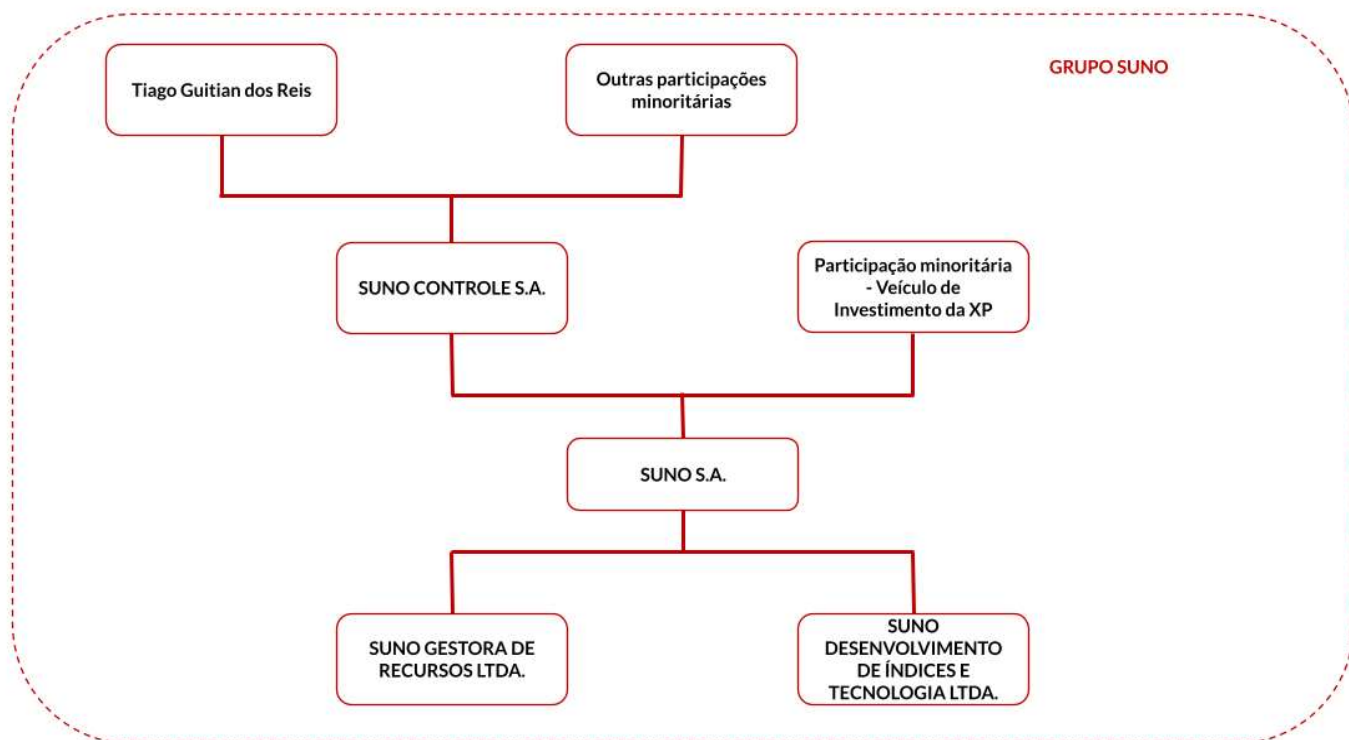 Tiago Guitian dos Reis
Outras participações
minoritárias
GRUPO SUNO
SUNO CONTROLE S.A.
Participação minoritária
- Veículo de
Investimento da XP
SUNO S.A.
SUNO GESTORA DE
RECURSOS LTDA.
SUNO
DESENVOLVIMENTO
DE ÍNDICES E
TECNOLOGIA LTDA.